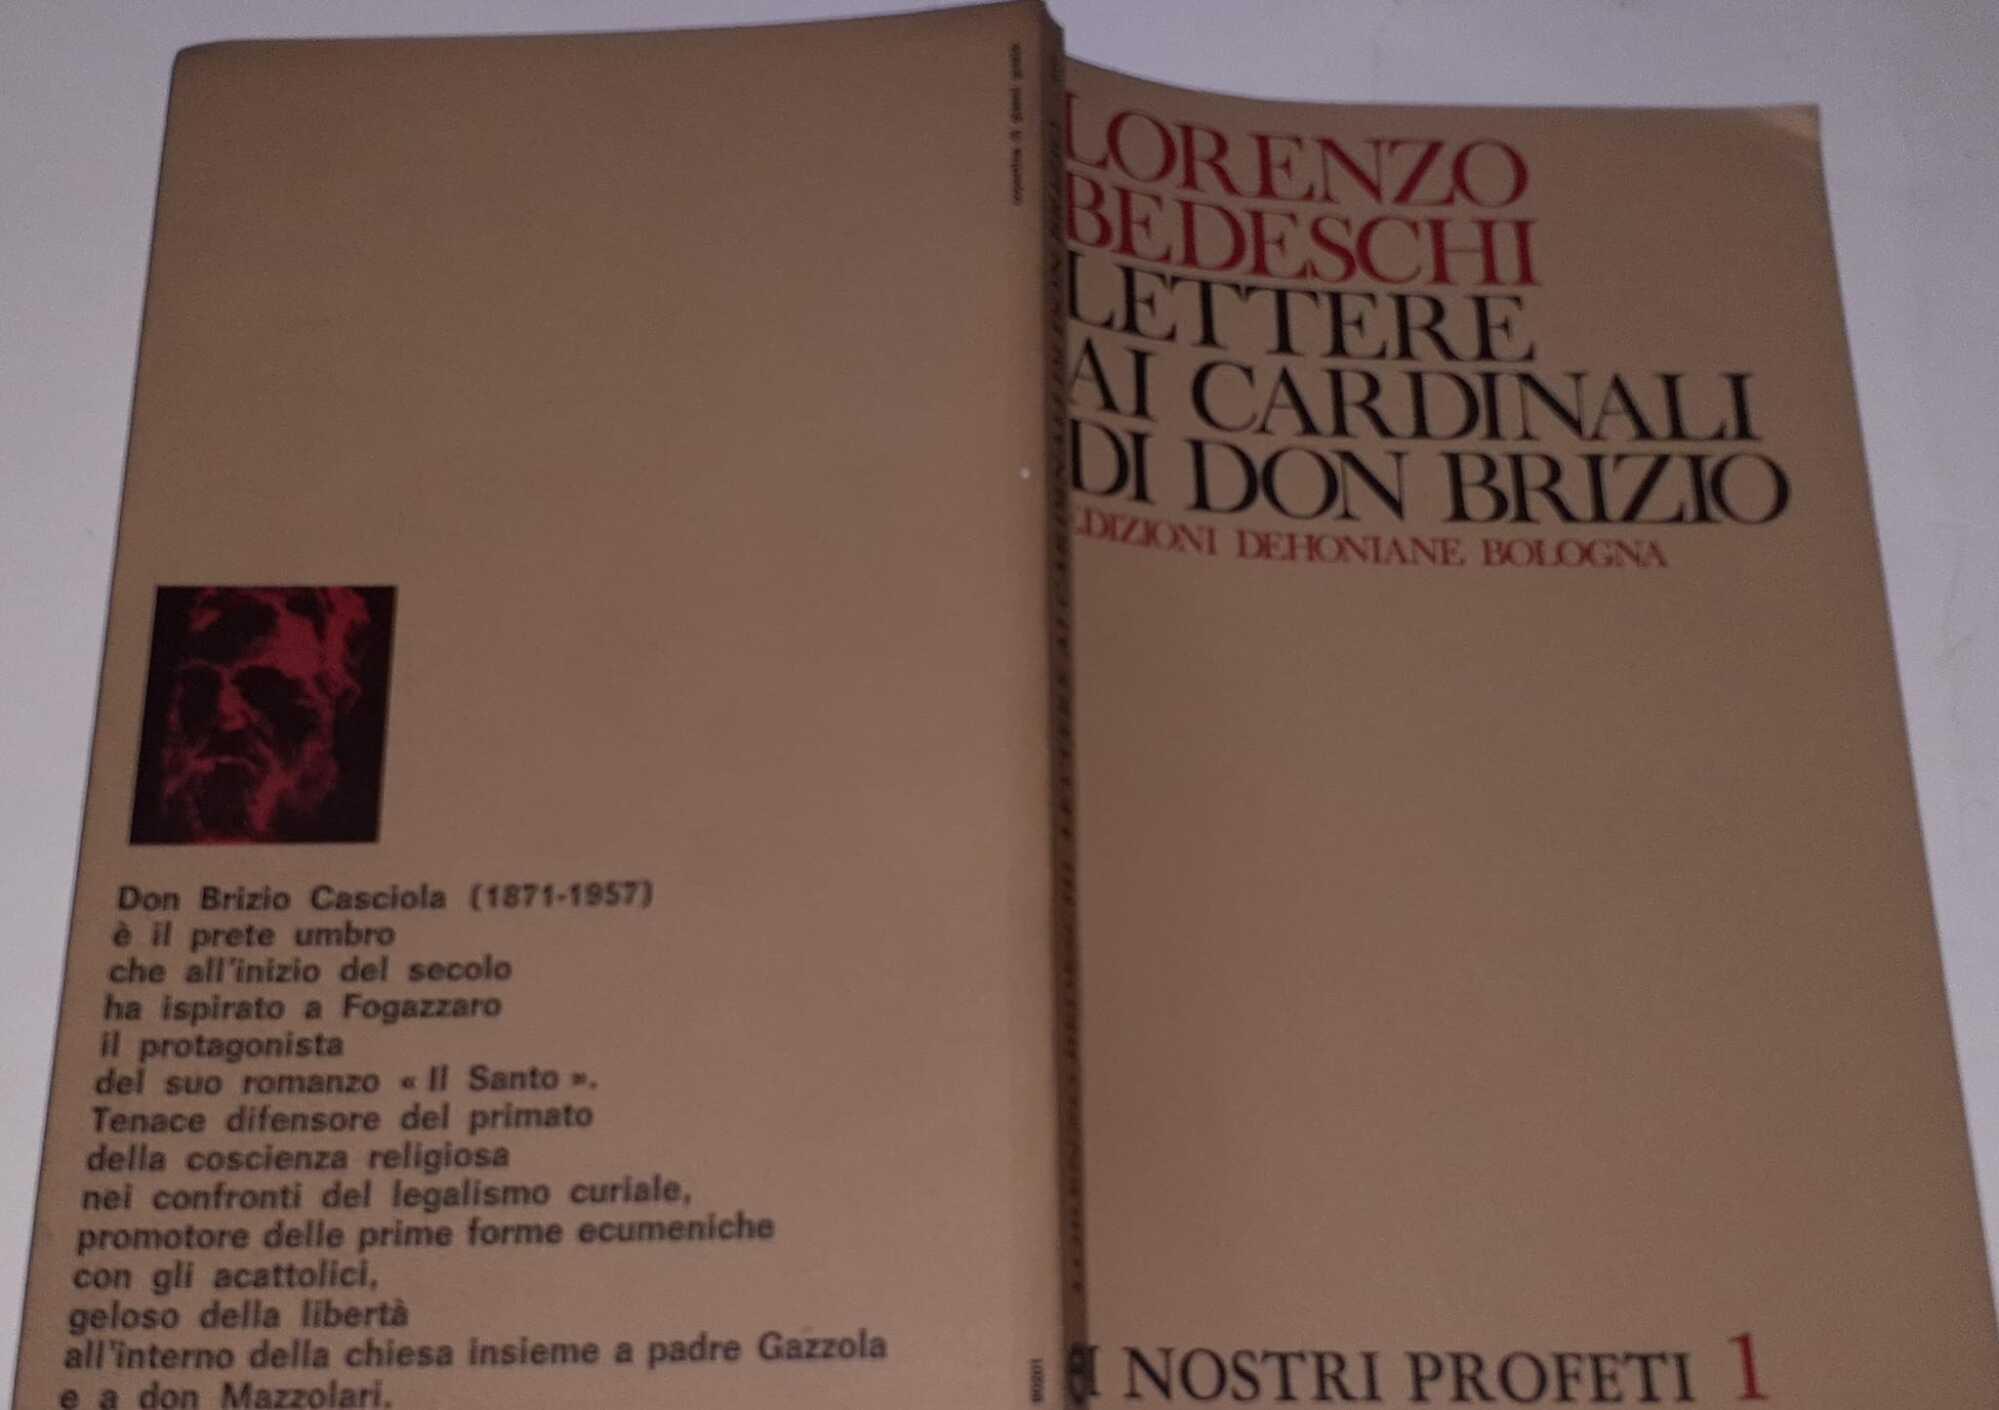 Don Brizio Casciola (1871-1957)
è il prete umbro
che all'inizio del secolo
ha ispirato a Fogazzaro
il protagonista
del suo romanzo « Il Santo ».
Tenace difensore del primato
della coscienza religiosa
nei confronti del legalismo curiale,
promotore delle prime forme ecumeniche
con gli acattolici,
geloso della libertà
all'interno della chiesa insieme a padre Gazzola
e a don Mazzolari.
LORENZO
BEDESCHI
LETTERE
AI CARDINALI
DI DON BRIZIO
EDIZIONI DEHONIANE BOLOGNA
I NOSTRI PROFETI 1